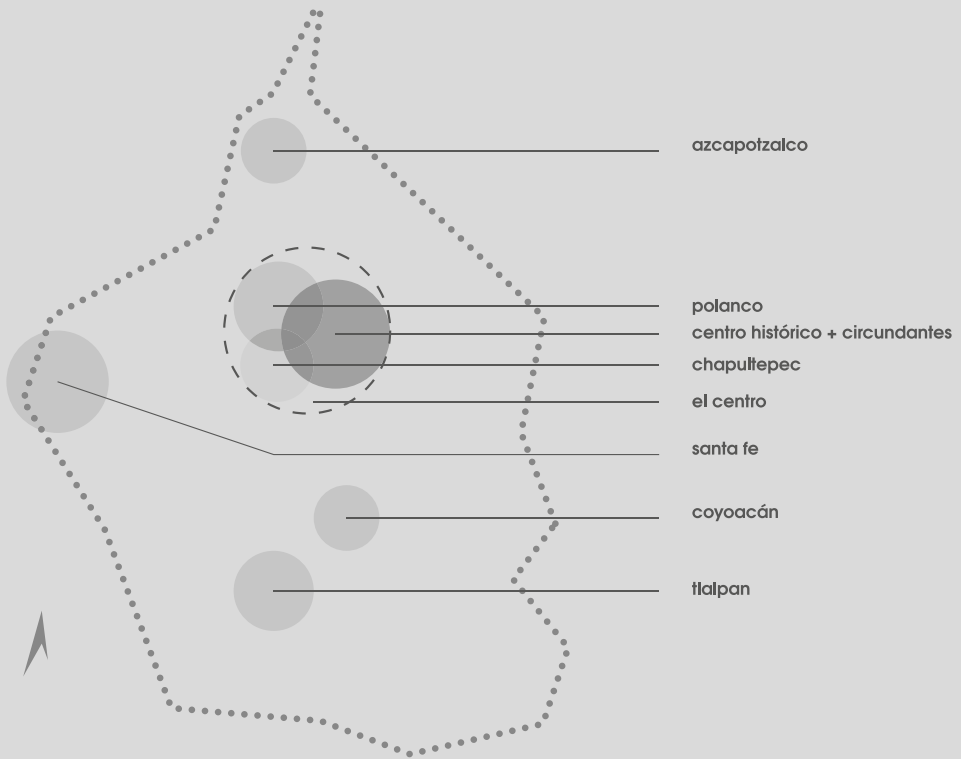 azcapotzalco
polanco
centro histórico + circundantes
chapultepec
el centro
santa fe
coyoacán
tlalpan